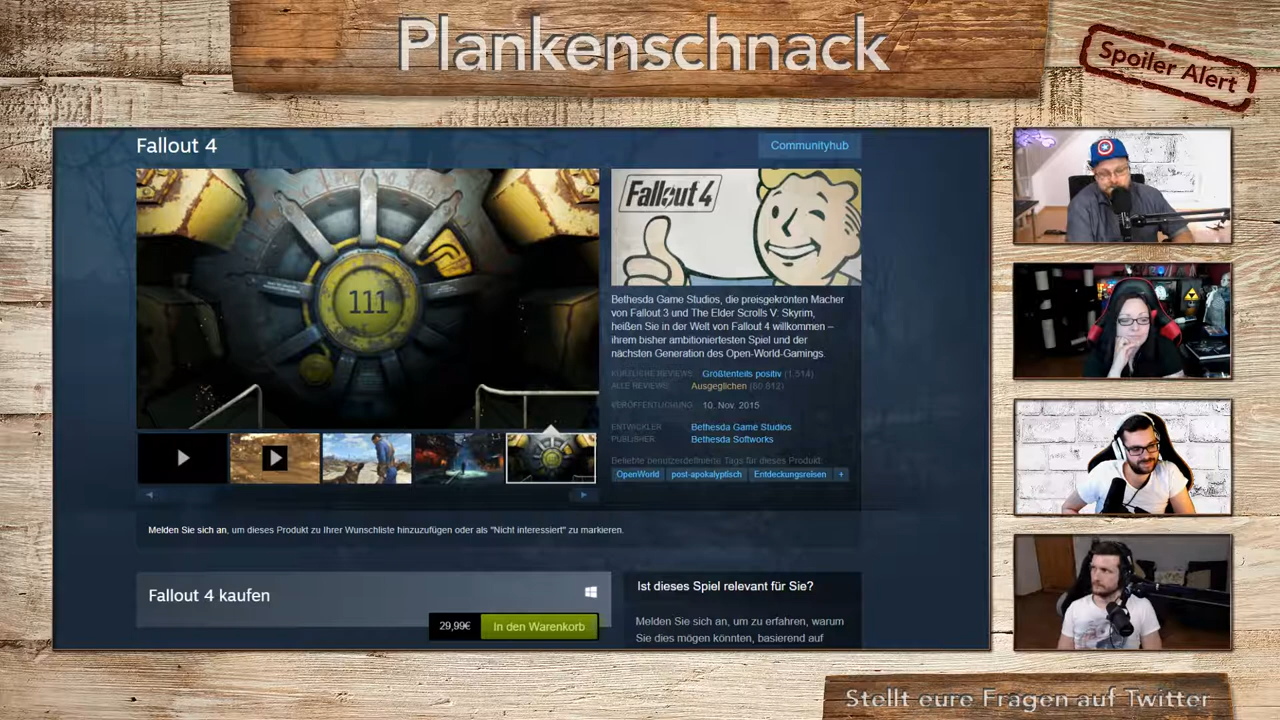 Plankenschnack
Spoiler Alert
Fallout 4
Communityhub
111
Fallout 4
Bethesda Game Studios, die preisgekrönten Macher
von Fallout 3 und The Elder Scrolls V: Skyrim,
heißen Sie in der Welt von Fallout 4 willkommen –
ihrem bisher ambitioniertesten Spiel und der
nächsten Generation des Open-World-Gamings.
KÜRZLICHE REVIEWS: Größtenteils positiv (1.514)
ALLE REVIEWS: Ausgeglichen (60.812)
VERÖFFENTLICHUNG: 10. Nov. 2015
ENTWICKLER: Bethesda Game Studios
PUBLISHER: Bethesda Softworks
Beliebte benutzerdefinierte Tags für dieses Produkt:
OpenWorld post-apokalyptisch Entdeckungsreisen +
Melden Sie sich an, um dieses Produkt zu Ihrer Wunschliste hinzuzufügen oder als "Nicht interessiert" zu markieren.
Fallout 4 kaufen
29,99€ In den Warenkorb
Ist dieses Spiel relevant für Sie?
Melden Sie sich an, um zu erfahren, warum
Sie dies mögen könnten, basierend auf
Stellt eure Fragen auf Twitter